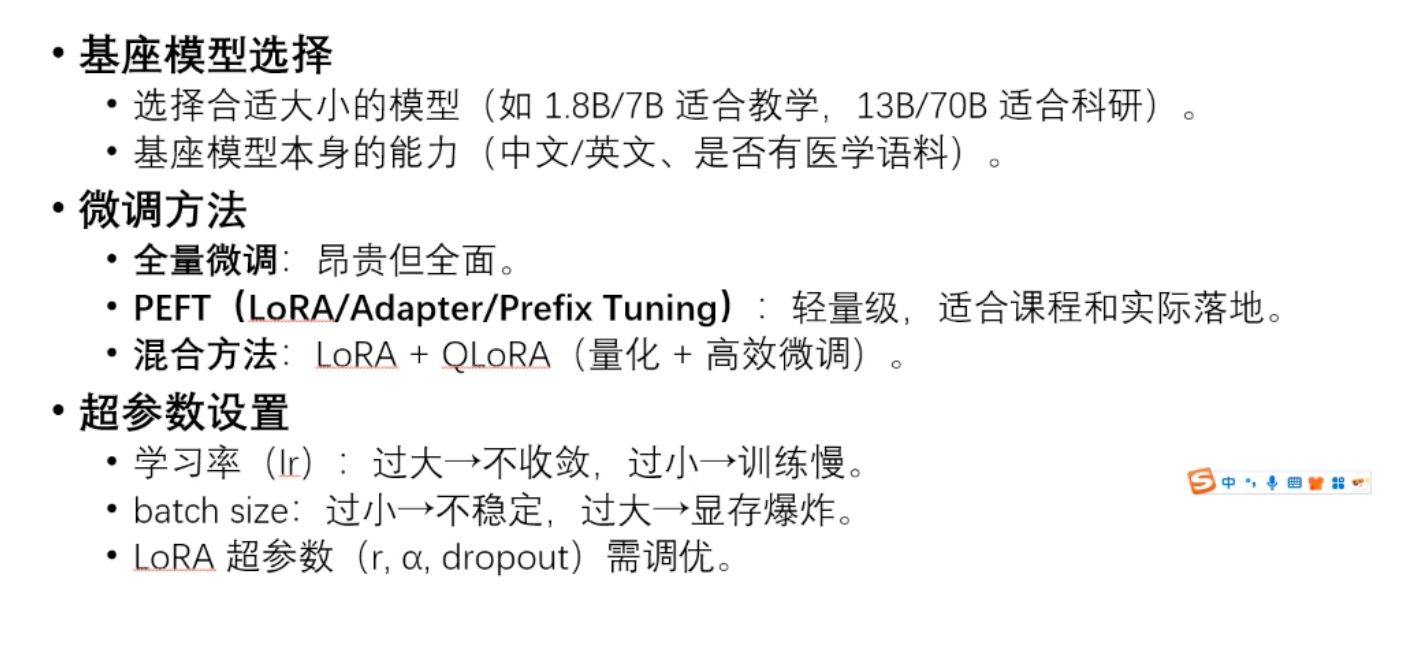 • 基座模型选择
• 选择合适大小的模型（如 1.8B/7B 适合教学，13B/70B 适合科研）。
• 基座模型本身的能力（中文/英文、是否有医学语料）。
• 微调方法
• 全量微调：昂贵但全面。
• PEFT（LoRA/Adapter/Prefix Tuning）：轻量级，适合课程和实际落地。
• 混合方法：LoRA + QLoRA（量化 + 高效微调）。
• 超参数设置
• 学习率（lr）：过大→不收敛，过小→训练慢。
中
• batch size：过小→不稳定，过大→显存爆炸。
• LoRA 超参数（r, α, dropout）需调优。